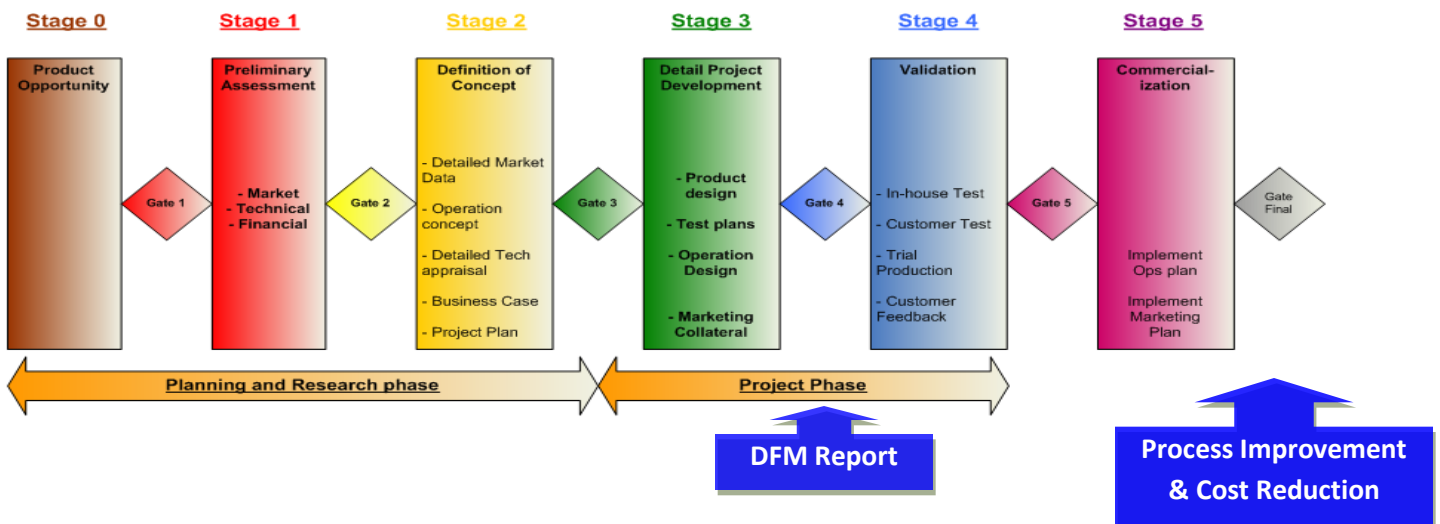 Stage 0
Stage 1
Stage 2
Stage 3
Stage 4
Stage 5
Product
Opportunity
Gate 1
Preliminary
Assessment
- Market
- Technical
- Financial
Gate 2
Definition of
Concept
- Detailed Market
Data
- Operation
concept
- Detailed Tech
appraisal
- Business Case
- Project Plan
Gate 3
Detail Project
Development
- Product
design
- Test plans
- Operation
Design
- Marketing
Collateral
Gate 4
Validation
- In-house Test
- Customer Test
- Trial
Production
- Customer
Feedback
Gate 5
Commercial-
ization
Implement
Ops plan
Implement
Marketing
Plan
Gate
Final
Planning and Research phase
Project Phase
DFM Report
Process Improvement
& Cost Reduction